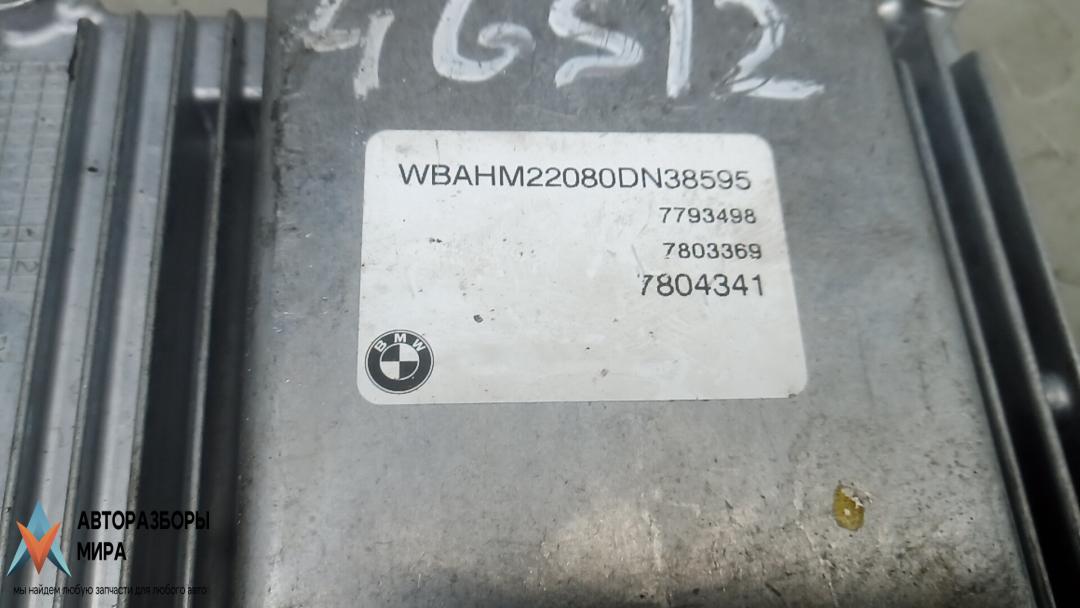 4GS12
WBAHM22080DN38595
7793498
7803369
7804341
BMW
АВТОРАЗБОРЫ
МИРА
мы найдем любую запчасти для любого авто